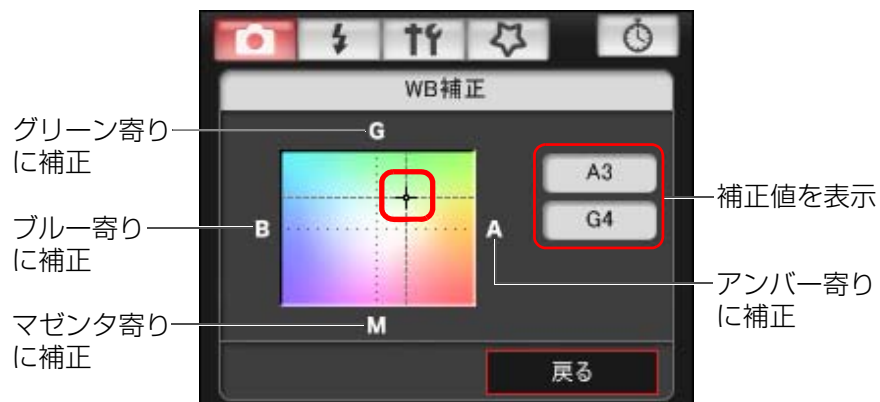 WB補正
グリーン寄り
に補正
G
A3
補正値を表示
G4
ブルー寄り
に補正
B
A
アンバー寄り
に補正
マゼンタ寄り
に補正
M
戻る